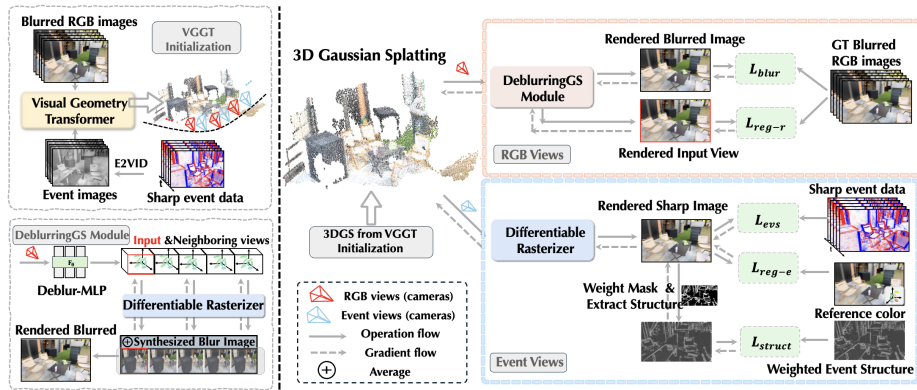 Blurred RGB images
VGGT
Initialization
Visual Geometry
Transformer
E2VID
Event images
Sharp event data
DeblurringGS Module
Input &Neighboring views
Deblur-MLP
Differentiable Rasterizer
Rendered Blurred
Synthesized Blur Image
3D Gaussian Splatting
3DGS from VGGT
Initialization
RGB views (cameras)
Event views (cameras)
Operation flow
Gradient flow
Average
Rendered Blurred Image
GT Blurred
RGB images
DeblurringGS
Module
L_blur
L_reg-r
RGB Views
Rendered Input View
Sharp event data
Rendered Sharp Image
Differentiable
Rasterizer
L_evs
L_reg-e
Weight Mask &
Extract Structure
Reference color
L_struct
Event Views
Weighted Event Structure